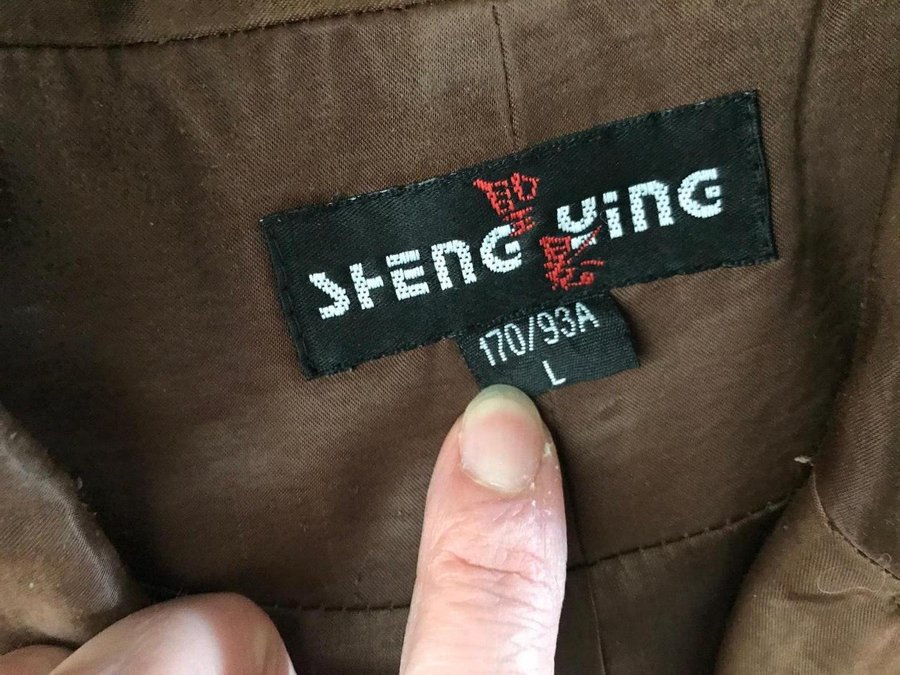 SHENG YiNG
170/93A
L